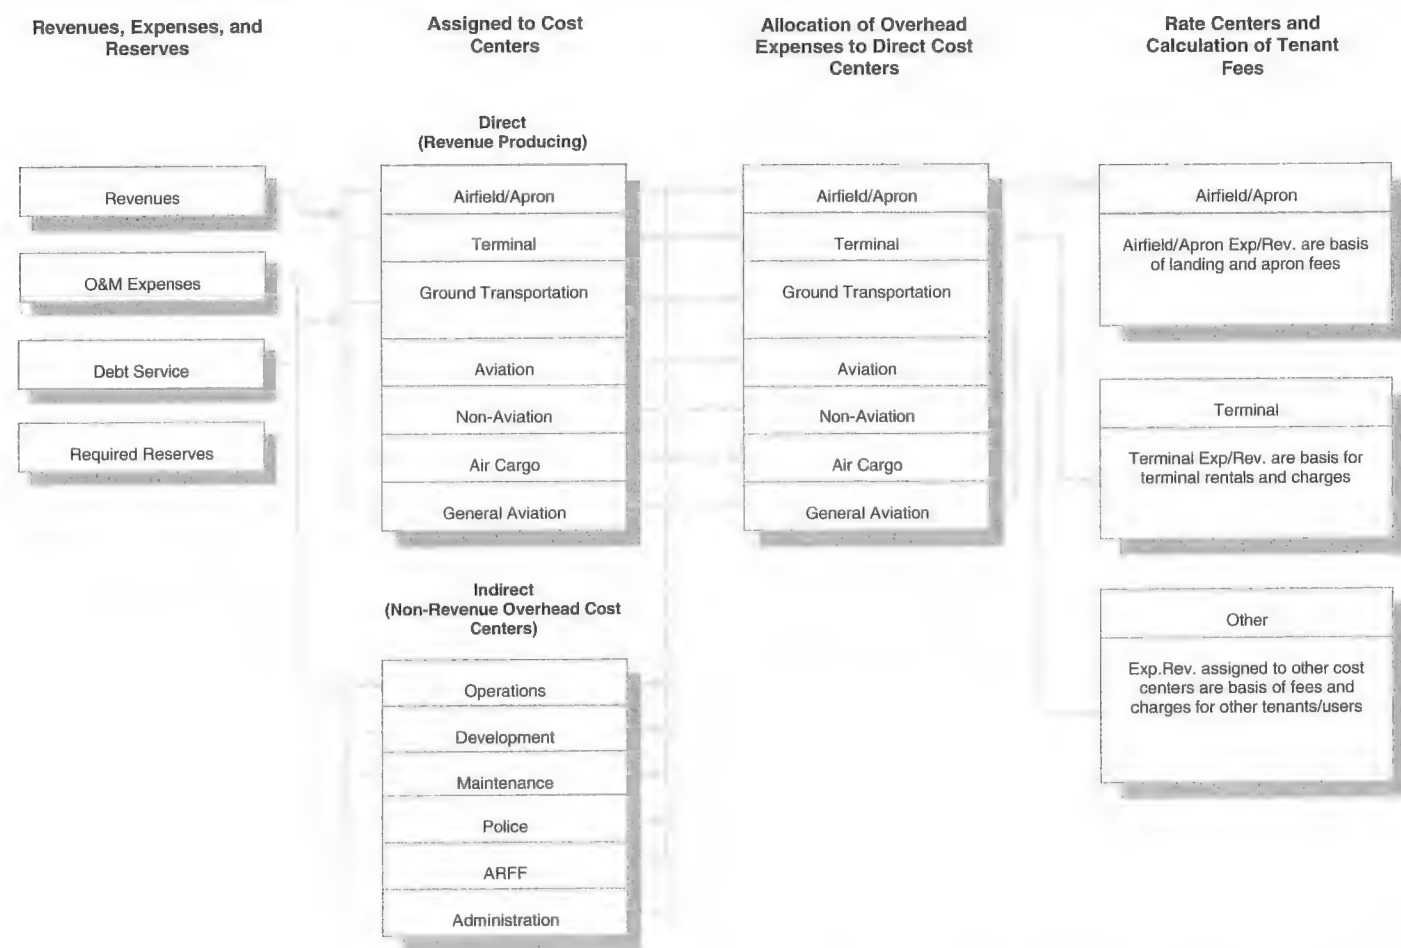 Revenues, Expenses, and
Reserves
Assigned to Cost
Centers
Allocation of Overhead
Expenses to Direct Cost
Centers
Rate Centers and
Calculation of Tenant
Fees
Direct
(Revenue Producing)
Revenues
O&M Expenses
Debt Service
Required Reserves
Airfield/Apron
Terminal
Ground Transportation
Aviation
Non-Aviation
Air Cargo
General Aviation
Indirect
(Non-Revenue Overhead Cost
Centers)
Operations
Development
Maintenance
Police
ARFF
Administration
Airfield/Apron
Terminal
Ground Transportation
Aviation
Non-Aviation
Air Cargo
General Aviation
Airfield/Apron
Airfield/Apron Exp/Rev. are basis
of landing and apron fees
Terminal
Terminal Exp/Rev. are basis for
terminal rentals and charges
Other
Exp.Rev. assigned to other cost
centers are basis of fees and
charges for other tenants/users